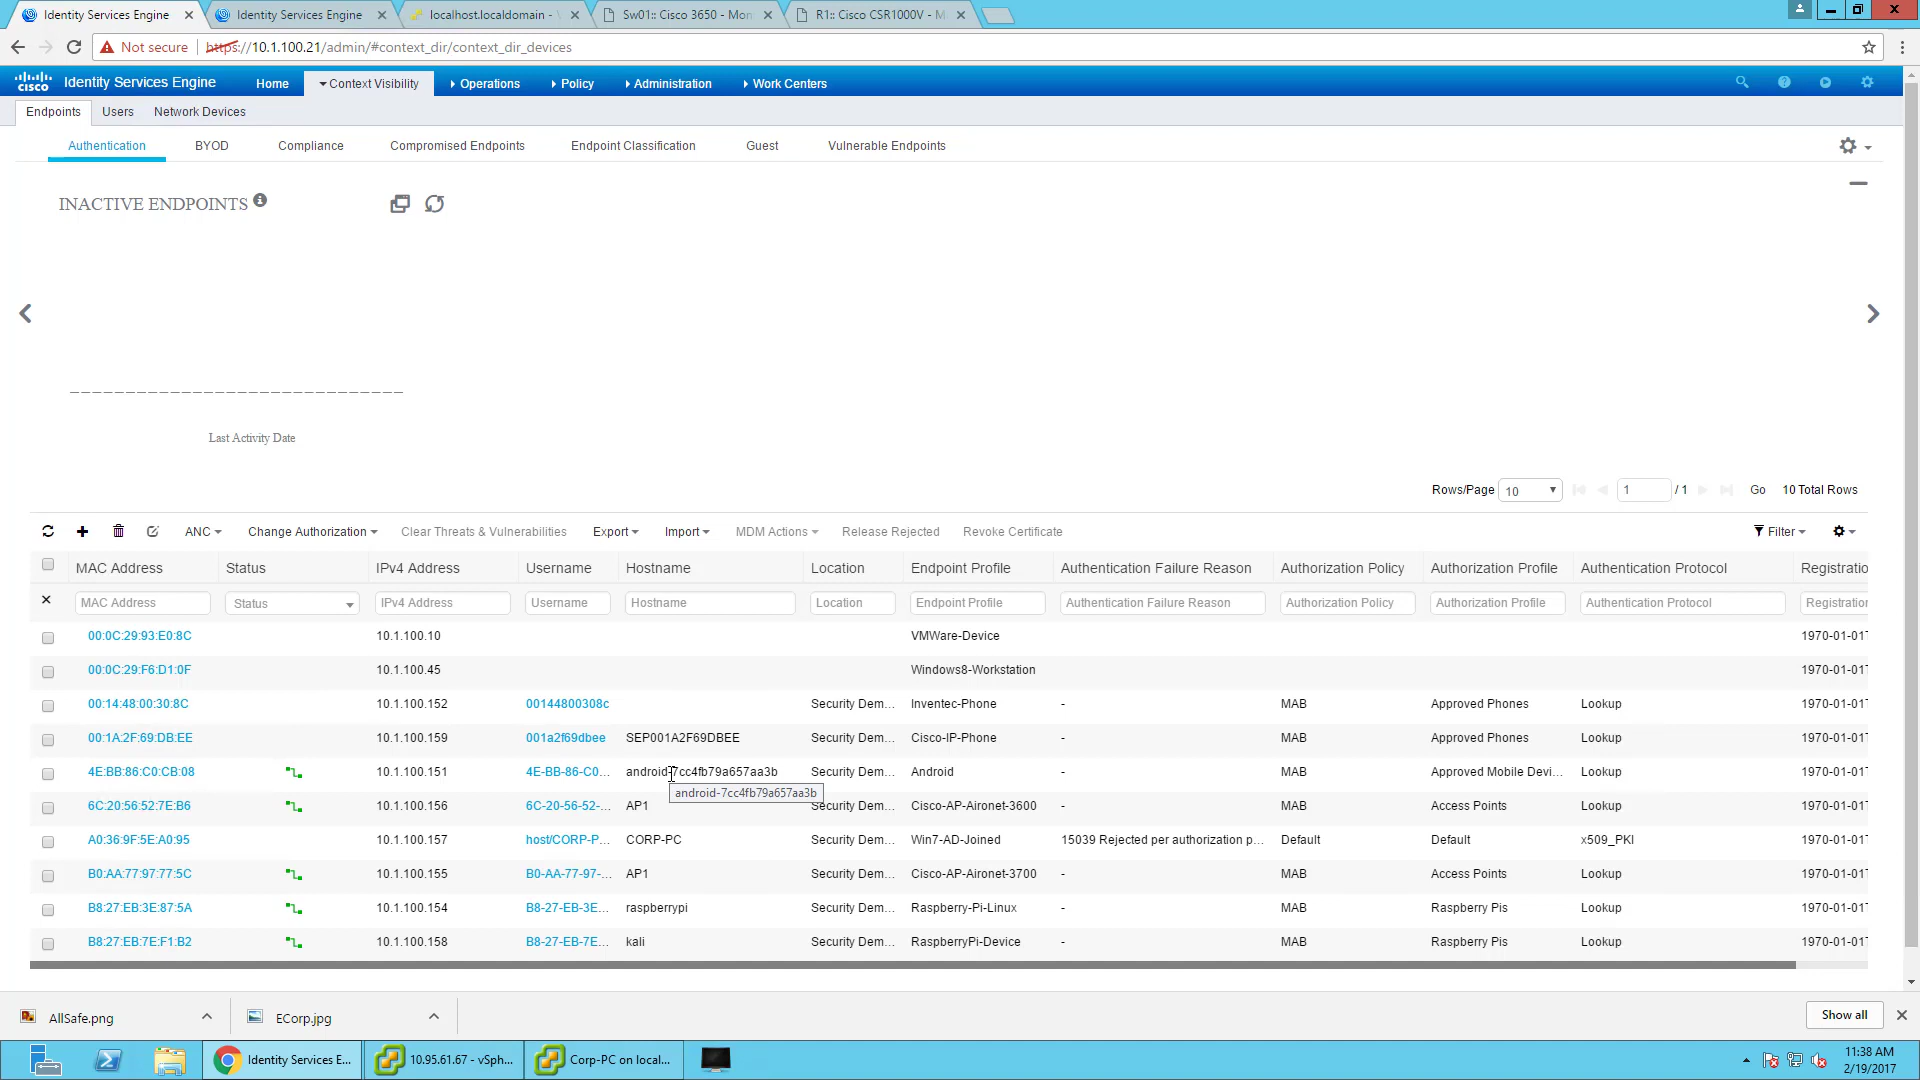 Identity Services Engine
Identity Services Engine
localhost.localdomain -
Sw01:: Cisco 3650 - Mon
R1:: Cisco CSR1000V - M
Not secure | https://10.1.100.21/admin/#context_dir/context_dir_devices
cisco Identity Services Engine Home Context Visibility Operations Policy Administration Work Centers
Endpoints Users Network Devices
Authentication BYOD Compliance Compromised Endpoints Endpoint Classification Guest Vulnerable Endpoints
INACTIVE ENDPOINTS
Last Activity Date
Rows/Page 10 1 / 1 Go 10 Total Rows
ANC Change Authorization Clear Threats & Vulnerabilities Export Import MDM Actions Release Rejected Revoke Certificate Filter
MAC Address Status IPv4 Address Username Hostname Location Endpoint Profile Authentication Failure Reason Authorization Policy Authorization Profile Authentication Protocol Registratio
MAC Address Status IPv4 Address Username Hostname Location Endpoint Profile Authentication Failure Reason Authorization Policy Authorization Profile Authentication Protocol Registration
00:0C:29:93:E0:8C 10.1.100.10 VMWare-Device 1970-01-01T
00:0C:29:F6:D1:0F 10.1.100.45 Windows8-Workstation 1970-01-01T
00:14:48:00:30:8C 10.1.100.152 00144800308c Security Dem... Inventec-Phone - MAB Approved Phones Lookup 1970-01-01T
00:1A:2F:69:DB:EE 10.1.100.159 001a2f69dbee SEP001A2F69DBEE Security Dem... Cisco-IP-Phone - MAB Approved Phones Lookup 1970-01-01T
4E:BB:86:C0:CB:08 10.1.100.151 4E-BB-86-C0... android-7cc4fb79a657aa3b Security Dem... Android - MAB Approved Mobile Devi... Lookup 1970-01-01T
android-7cc4fb79a657aa3b
6C:20:56:52:7E:B6 10.1.100.156 6C-20-56-52-... AP1 Security Dem... Cisco-AP-Aironet-3600 - MAB Access Points Lookup 1970-01-01T
A0:36:9F:5E:A0:95 10.1.100.157 host/CORP-P... CORP-PC Security Dem... Win7-AD-Joined 15039 Rejected per authorization p... Default Default x509_PKI 1970-01-01T
B0:AA:77:97:77:5C 10.1.100.155 B0-AA-77-97-... AP1 Security Dem... Cisco-AP-Aironet-3700 - MAB Access Points Lookup 1970-01-01T
B8:27:EB:3E:87:5A 10.1.100.154 B8-27-EB-3E... raspberrypi Security Dem... Raspberry-Pi-Linux - MAB Raspberry Pis Lookup 1970-01-01T
B8:27:EB:7E:F1:B2 10.1.100.158 B8-27-EB-7E... kali Security Dem... RaspberryPi-Device - MAB Raspberry Pis Lookup 1970-01-01T
AllSafe.png ECorp.jpg Show all
Identity Services E... 10.95.61.67 - vSph... Corp-PC on local...
11:38 AM
2/19/2017